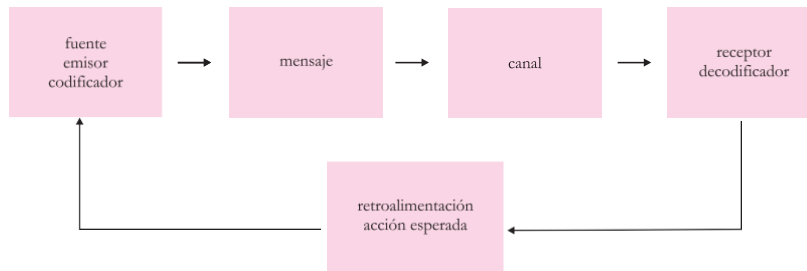 fuente
emisor
codificador
mensaje
canal
receptor
decodificador
retroalimentación
acción esperada